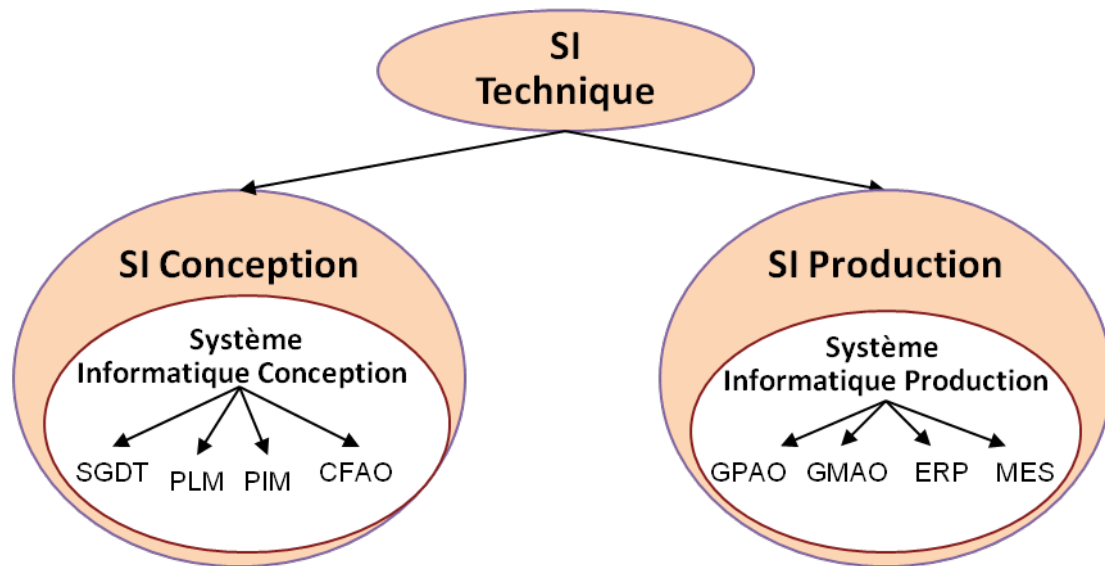 SI
Technique
SI Conception
Système
Informatique Conception
SGDT PLM PIM CFAO
SI Production
Système
Informatique Production
GPAO GMAO ERP MES